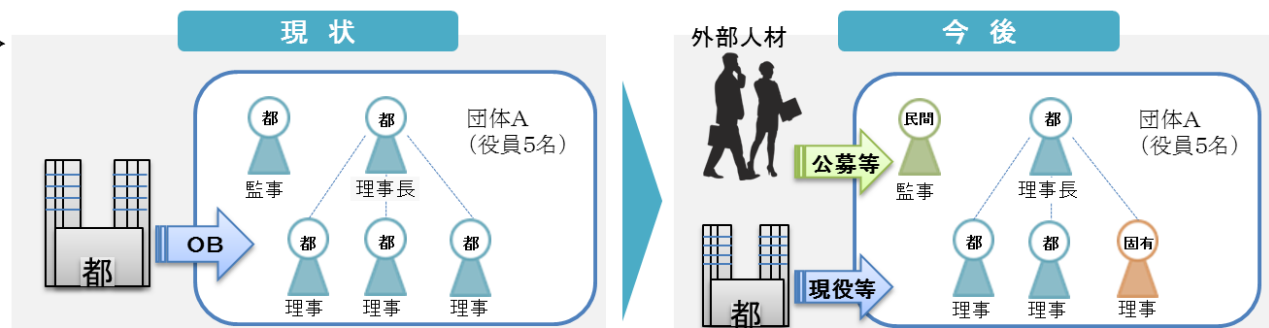 現 状
都
都
団体A
（役員5名）
監事
理事長
OB
都
都
都
都
理事
理事
理事
今 後
外部人材
民間
都
団体A
（役員5名）
公募等
監事
理事長
都
都
固有
現役等
都
理事
理事
理事